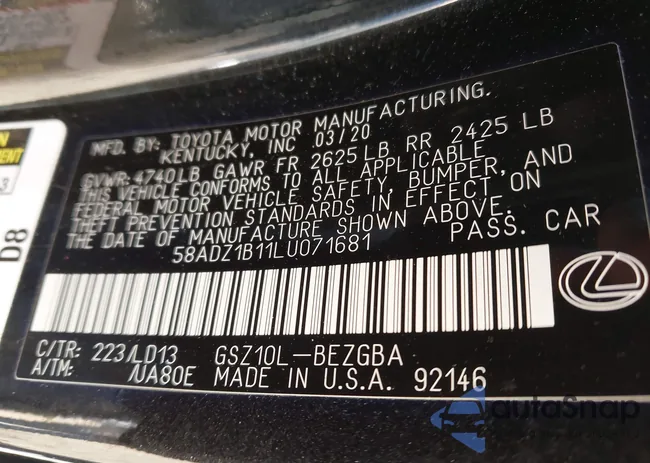 MFD. BY: TOYOTA MOTOR MANUFACTURING.
KENTUCKY, INC 03/20
GVWR: 4740LB GAWR FR 2625LB RR 2425 LB
THIS VEHICLE CONFORMS TO ALL APPLICABLE
FEDERAL MOTOR VEHICLE SAFETY, BUMPER, AND
THEFT PREVENTION STANDARDS IN EFFECT ON
THE DATE OF MANUFACTURE SHOWN ABOVE.
58ADZ1B11LU071681 PASS. CAR
C/TR: 223/LD13 GSZ10L-BEZGBA
A/TM: /UA80E MADE IN U.S.A. 92146
D8
3
autoSnap